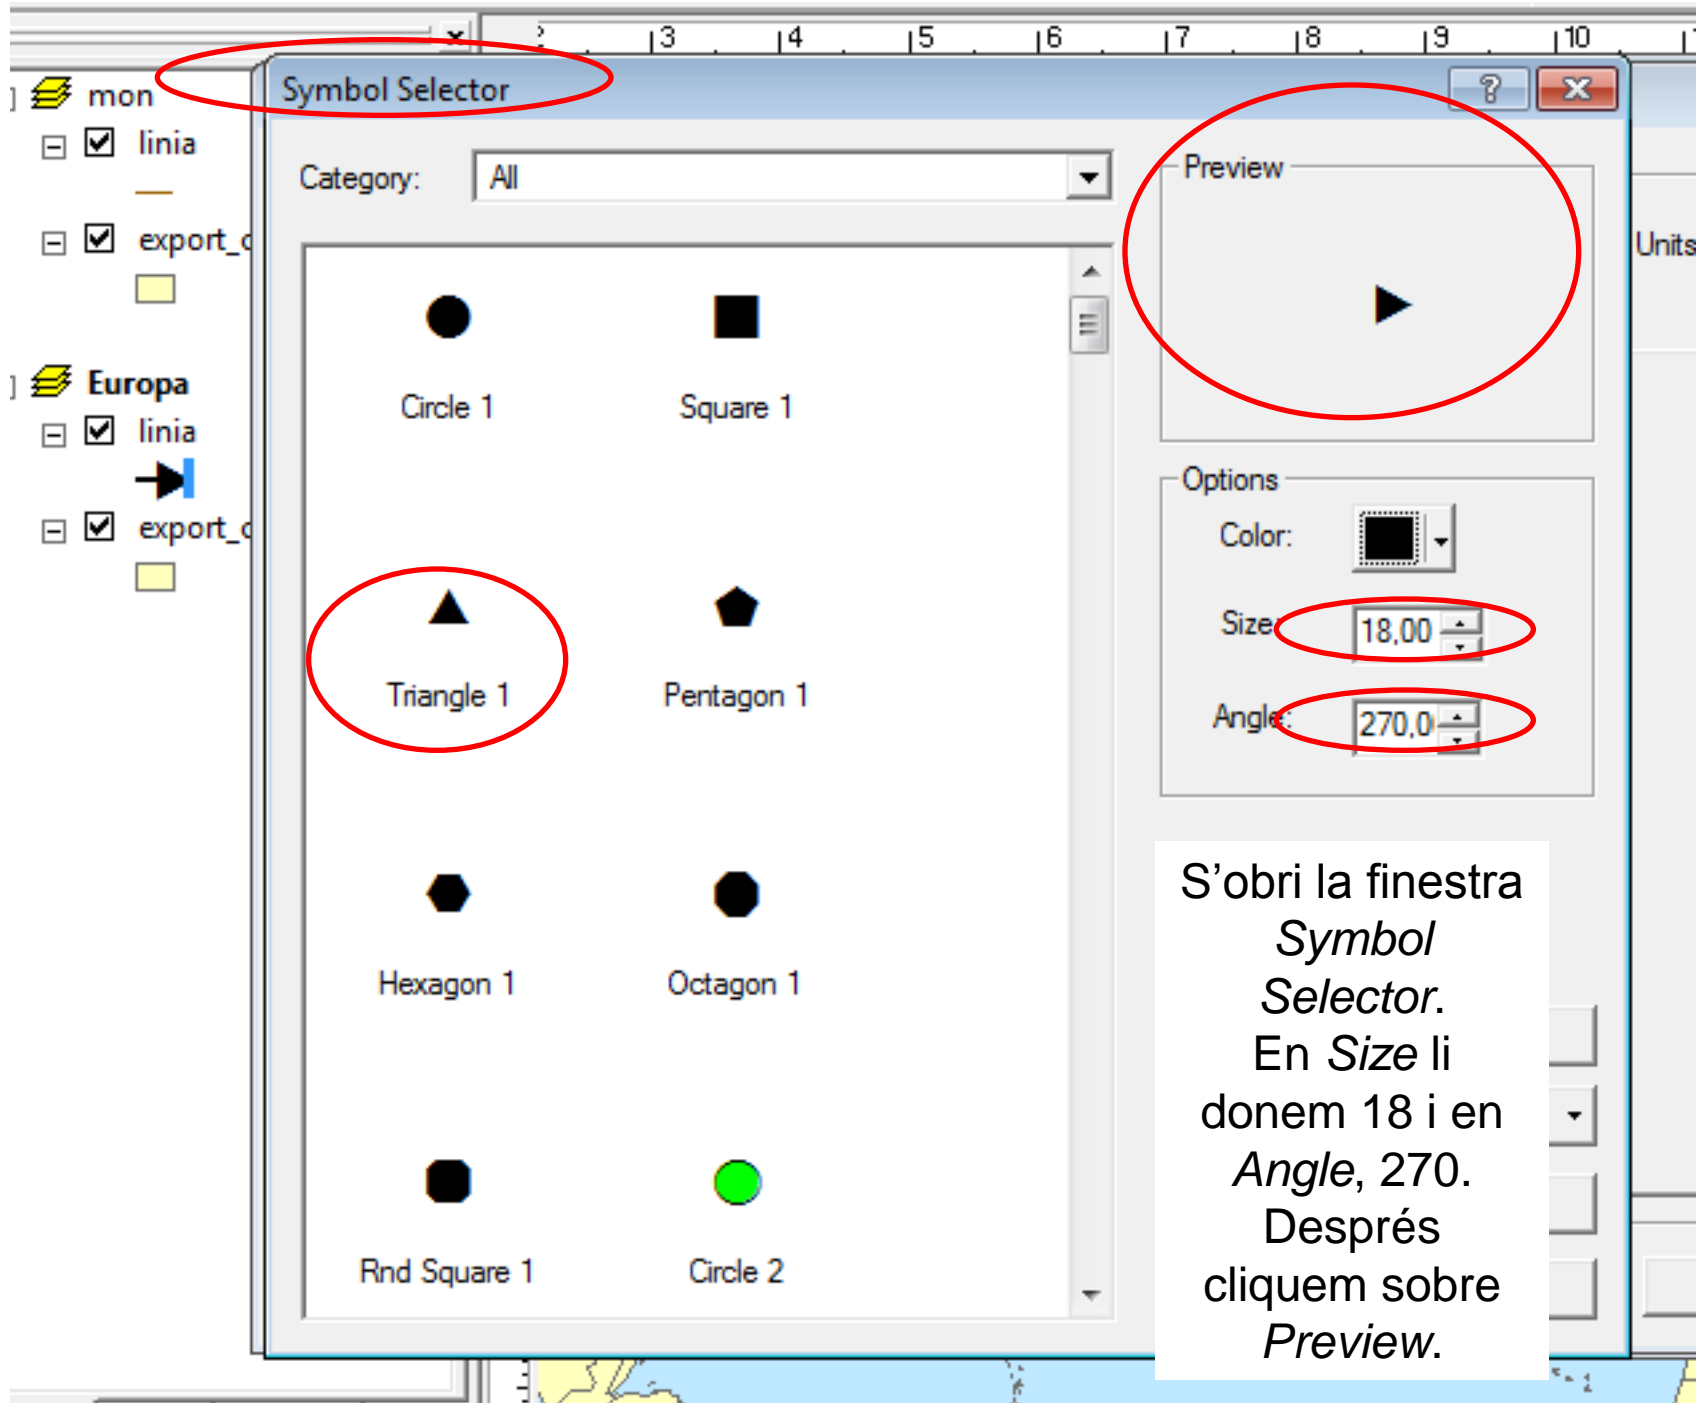 2 3 4 5 6 7 8 9 10
Symbol Selector
mon
linia
export_
Europa
linia
export_
Category: All
Circle 1 Square 1
Triangle 1 Pentagon 1
Hexagon 1 Octagon 1
Rnd Square 1 Circle 2
Preview
Units
Options
Color:
Size: 18,00
Angle: 270,0
S’obri la finestra
Symbol
Selector.
En Size li
donem 18 i en
Angle, 270.
Després
cliquem sobre
Preview.